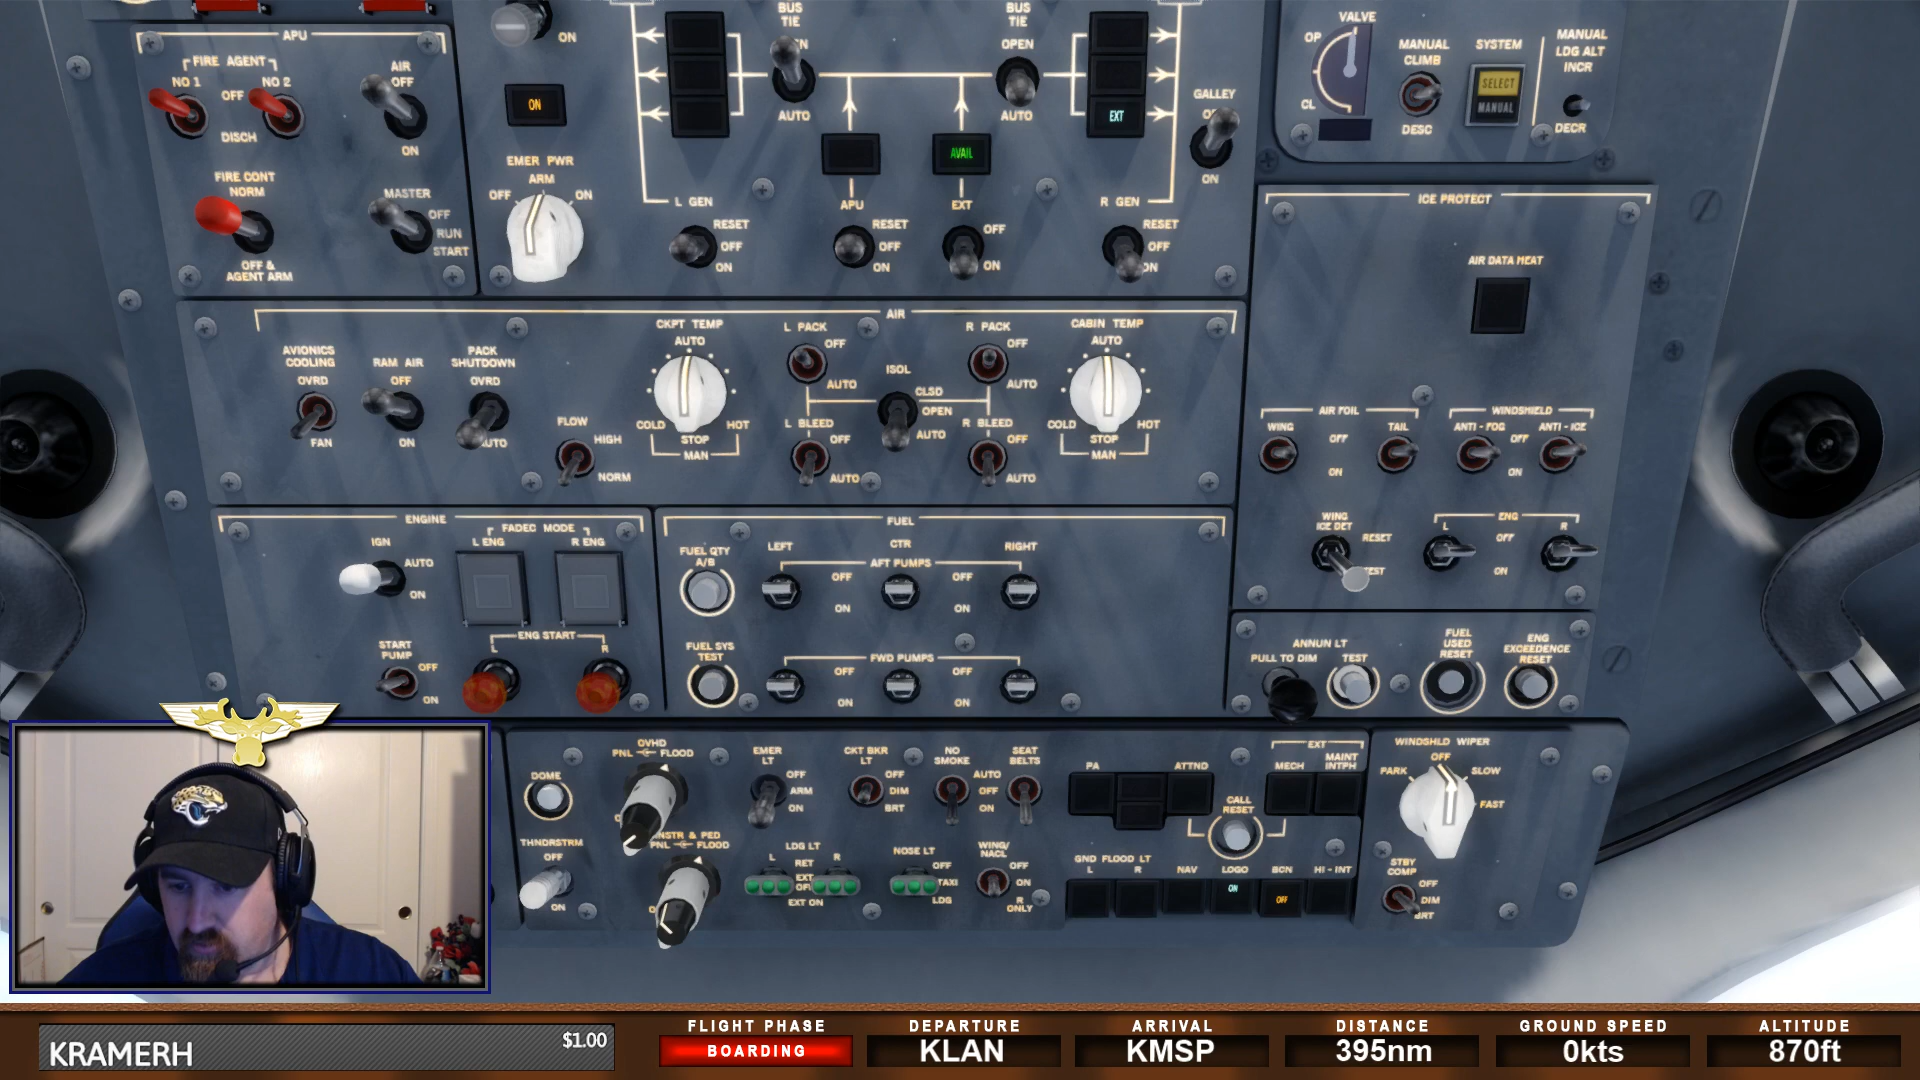 APU
FIRE AGENT
NO 1
NO 2
OFF
DISCH
AIR
OFF
ON
FIRE CONT
NORM
OFF &
AGENT ARM
MASTER
OFF
RUN
START
ON
ON
EMER PWR
ARM
OFF
ON
BUS
TIE
AUTO
BUS
TIE
OPEN
AUTO
EXT
AVAIL
L GEN
RESET
OFF
ON
APU
RESET
OFF
ON
EXT
OFF
ON
R GEN
RESET
OFF
ON
GALLEY
ON
VALVE
OP
CL
MANUAL
CLIMB
DESC
SYSTEM
SELECT
MANUAL
MANUAL
LDG ALT
INCR
DECR
ICE PROTECT
AIR DATA HEAT
AIR FOIL
WING
OFF
TAIL
ON
WINDSHIELD
ANTI - FOG
OFF
ANTI - ICE
ON
WING
ICE DET
RESET
ENG
L
OFF
R
ON
AIR
AVIONICS
COOLING
OVRD
FAN
RAM AIR
OFF
ON
PACK
SHUTDOWN
OVRD
AUTO
FLOW
HIGH
NORM
CKPT TEMP
AUTO
COLD
HOT
STOP
MAN
L PACK
OFF
AUTO
L BLEED
OFF
AUTO
ISOL
CLSD
OPEN
AUTO
R PACK
OFF
AUTO
R BLEED
OFF
AUTO
CABIN TEMP
AUTO
COLD
HOT
STOP
MAN
ENGINE
IGN
AUTO
ON
FADEC MODE
L ENG
R ENG
START
PUMP
OFF
ON
ENG START
L
R
FUEL
FUEL QTY
A/B
LEFT
CTR
RIGHT
AFT PUMPS
OFF
OFF
ON
ON
FUEL SYS
TEST
FWD PUMPS
OFF
OFF
ON
ON
ANNUN LT
PULL TO DIM
TEST
FUEL
USED
RESET
ENG
EXCEEDENCE
RESET
DOME
OVHD
PNL
FLOOD
EMER
LT
OFF
ARM
ON
CKT BKR
LT
OFF
DIM
BRT
NO
SMOKE
AUTO
OFF
ON
SEAT
BELTS
PA
ATTND
CALL
RESET
EXT
MECH
MAINT
INTPH
WINDSHLD WIPER
OFF
PARK
SLOW
FAST
THNDRSTRM
OFF
ON
PNL
FLOOD
LDG LT
L
RET
R
EXT
EXT ON
NOSE LT
OFF
TAXI
LDG
WING/
NACL
OFF
ON
R
ONLY
GND FLOOD LT
L
R
NAV
LOGO
BCN
HI - INT
ON
OFF
STBY
COMP
OFF
DIM
BRT
KRAMERH
$1.00
FLIGHT PHASE
BOARDING
DEPARTURE
KLAN
ARRIVAL
KMSP
DISTANCE
395nm
GROUND SPEED
0kts
ALTITUDE
870ft